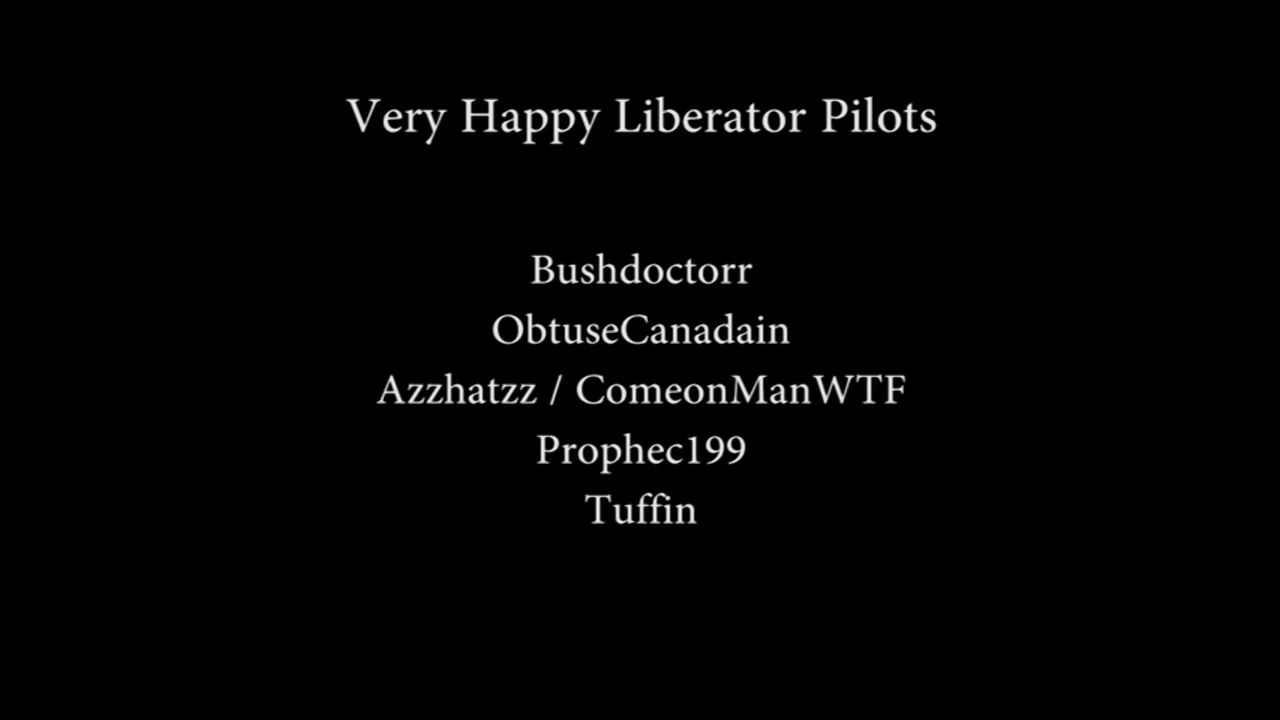 Very Happy Liberator Pilots
Bushdoctorr
ObtuseCanadain
Azzhatzz / ComeonManWTF
Prophec199
Tuffin